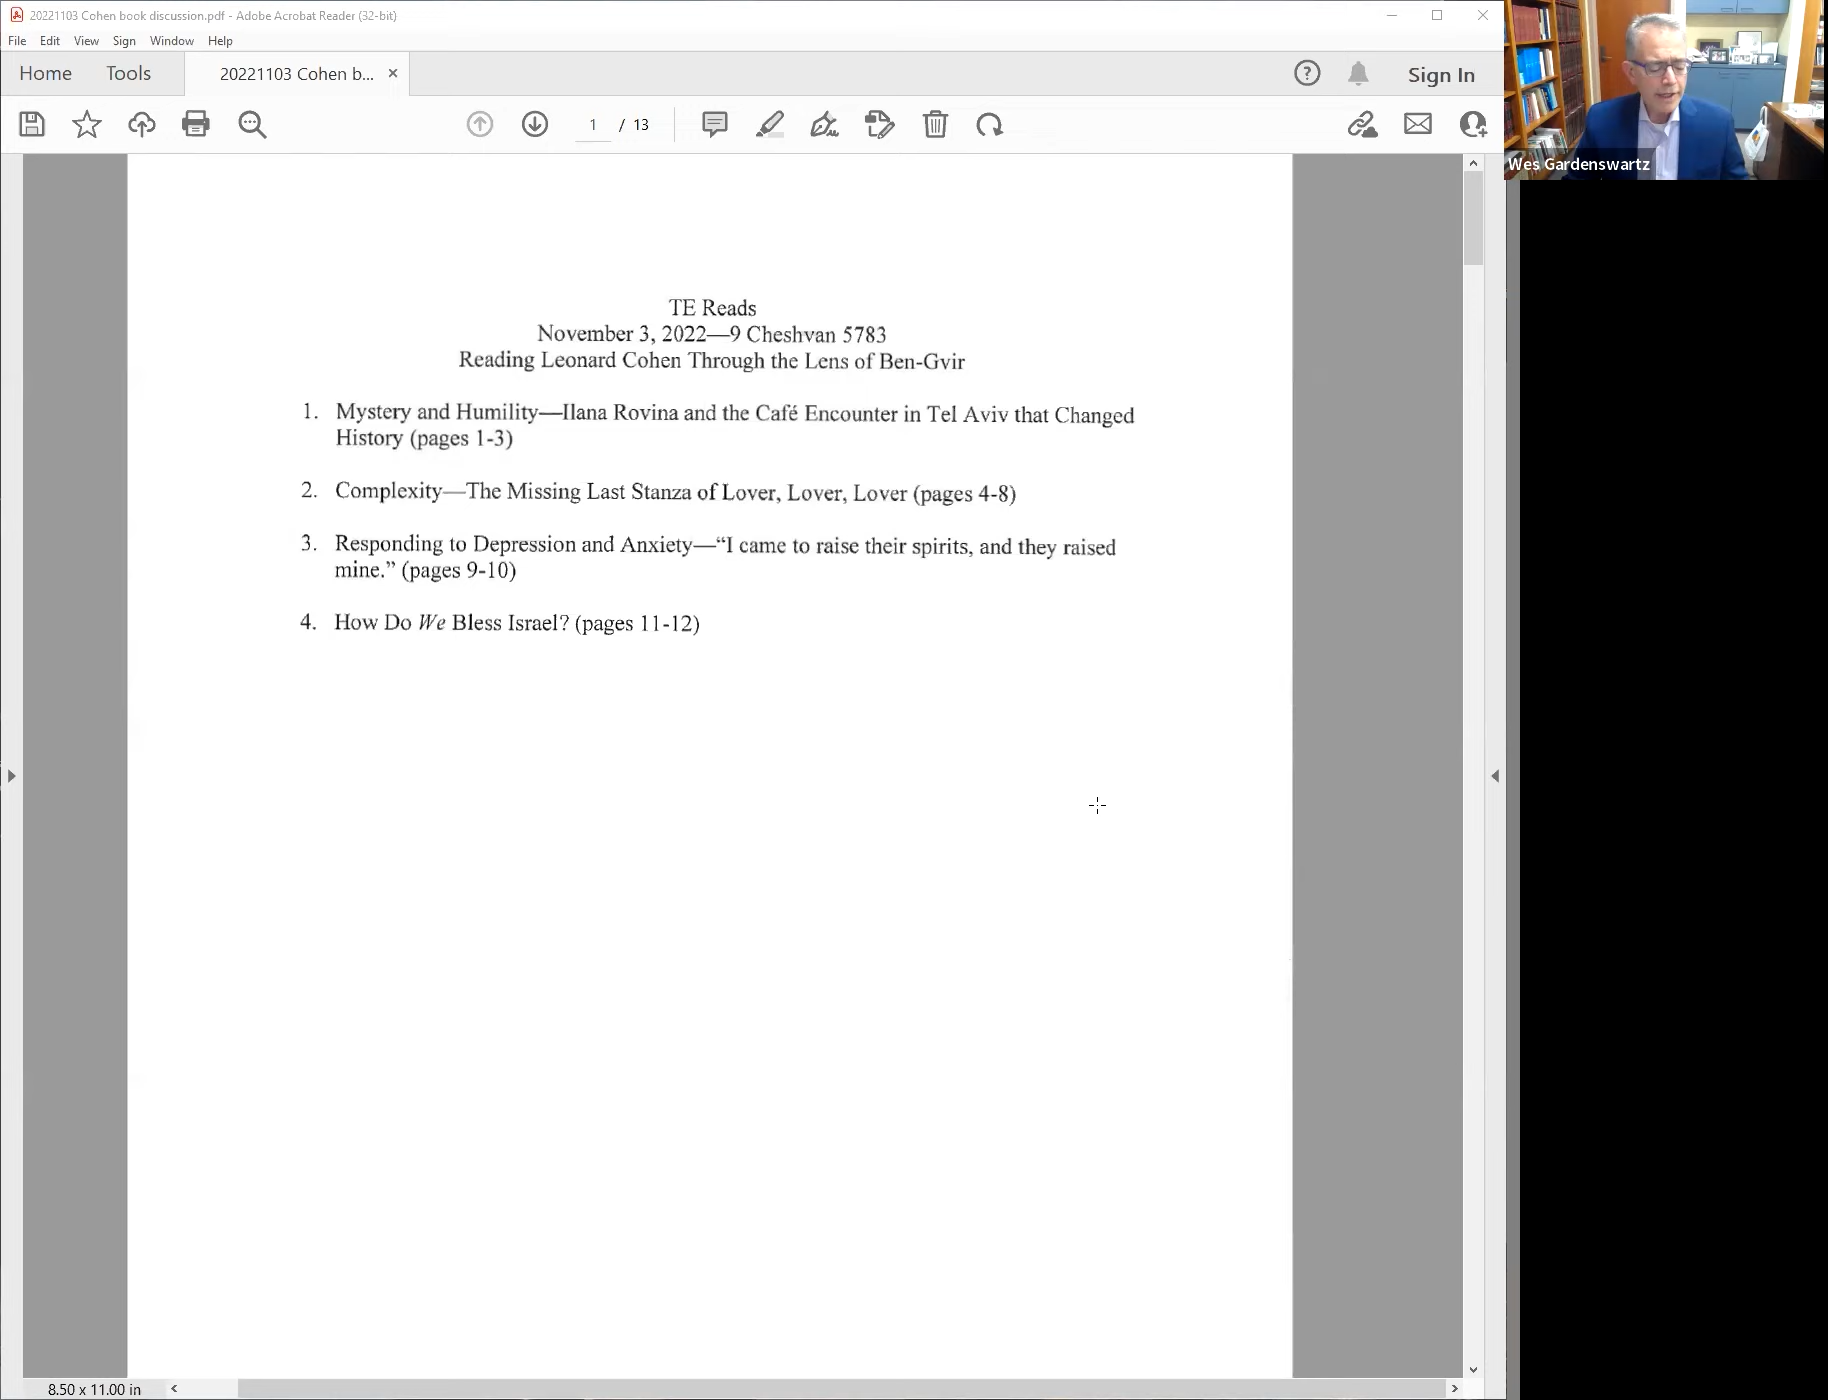 20221103 Cohen book discussion.pdf - Adobe Acrobat Reader (32-bit)
File Edit View Sign Window Help
Home Tools 20221103 Cohen b... × Sign In
1 / 13
Wes Gardenswartz
TE Reads
November 3, 2022—9 Cheshvan 5783
Reading Leonard Cohen Through the Lens of Ben-Gvir
1. Mystery and Humility—Ilana Rovina and the Café Encounter in Tel Aviv that Changed
History (pages 1-3)
2. Complexity—The Missing Last Stanza of Lover, Lover, Lover (pages 4-8)
3. Responding to Depression and Anxiety—“I came to raise their spirits, and they raised
mine.” (pages 9-10)
4. How Do We Bless Israel? (pages 11-12)
8.50 x 11.00 in